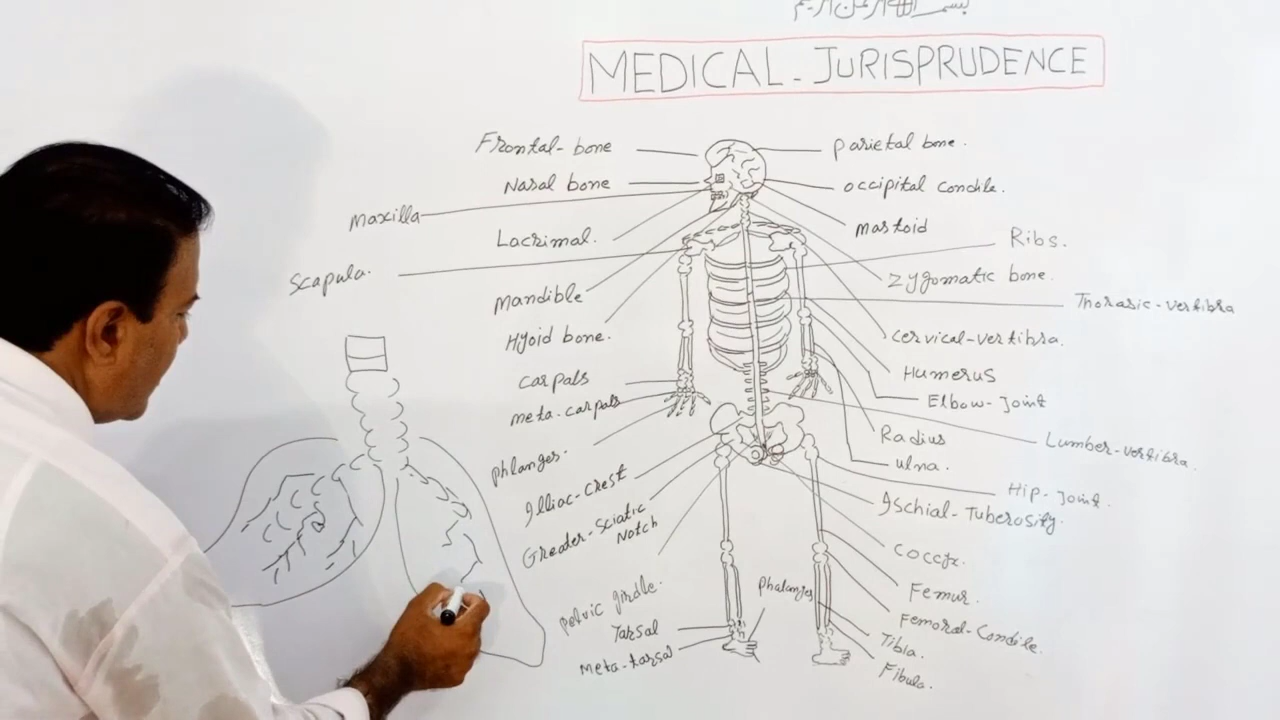 بسم الله الرحمن الرحيم
MEDICAL - JURISPRUDENCE
Frontal - bone
Nasal bone
Maxilla
Lacrimal.
Scapula.
Mandible
Hyoid bone.
Carpals
meta-carpals
Phlanges.
Illiac-Crest
Greater-Sciatic
Notch
Pelvic girdle.
Tarsal
Meta-tarsal
Phalanges
parietal bone.
occipital condile.
mastoid
Ribs.
Zygomatic bone.
Thorasic-vertibra
Cervical-vertibra.
Humerus
Elbow-Joint
Radius
Lumber-vertibra.
ulna.
Hip-Joint.
Ischial-Tuberosity.
Coccyx.
Femur.
Femoral-Condile.
Tibla.
Fibula.